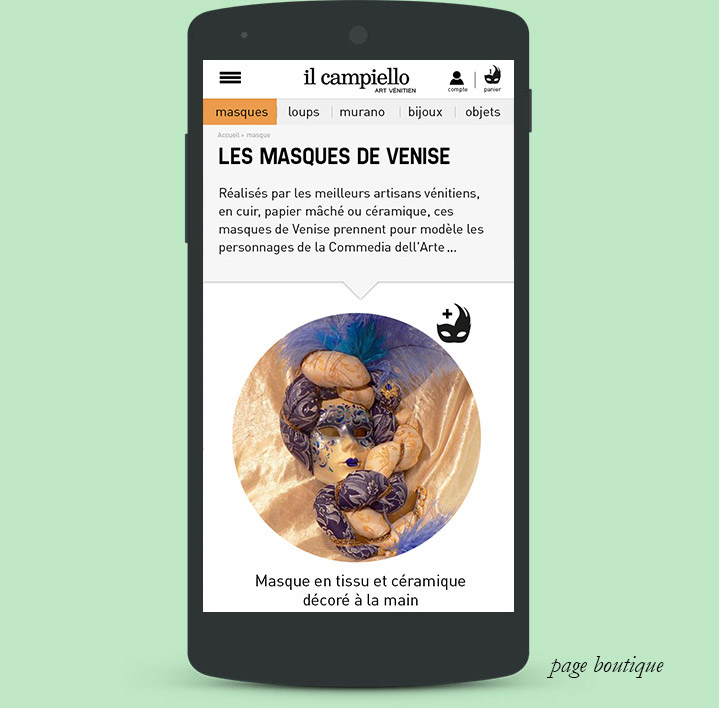 il campiello
ART VÉNITIEN
compte
panier
masques loups murano bijoux objets
Accueil > masque
LES MASQUES DE VENISE
Réalisés par les meilleurs artisans vénitiens,
en cuir, papier mâché ou céramique, ces
masques de Venise prennent pour modèle les
personnages de la Commedia dell'Arte ...
Masque en tissu et céramique
décoré à la main
page boutique